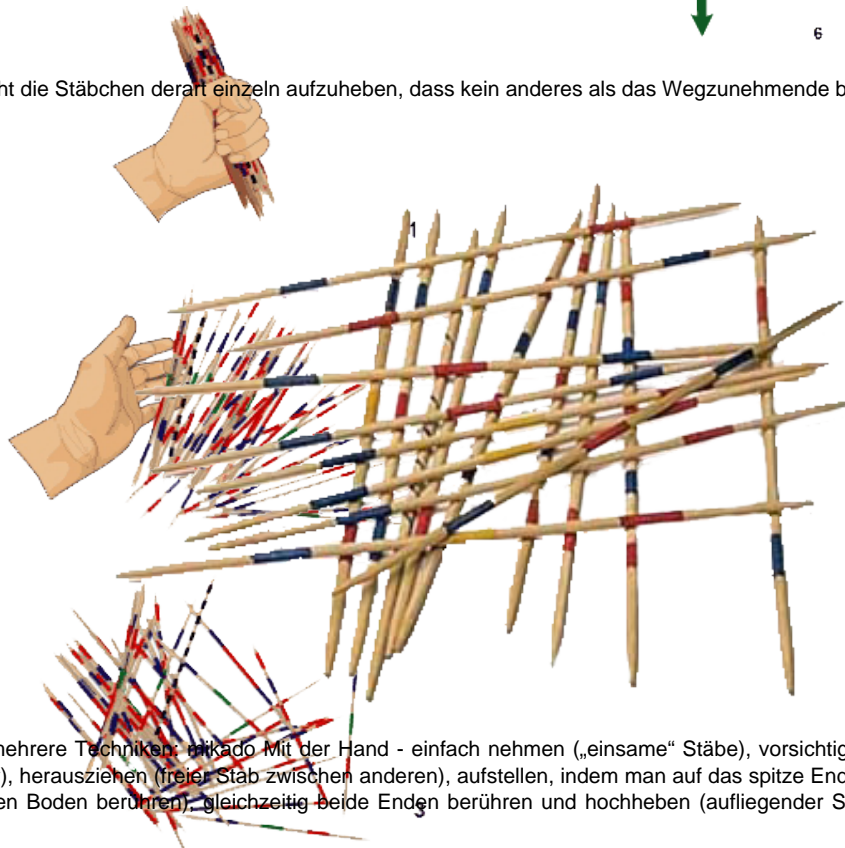 6
ht die Stäbchen derart einzeln aufzuheben, dass kein anderes als das Wegzunehmende b
1
nehrere Techniken: mikado Mit der Hand - einfach nehmen („einsame“ Stäbe), vorsichtig
), herausziehen (freier Stab zwischen anderen), aufstellen, indem man auf das spitze End
en Boden berühren), gleichzeitig beide Enden berühren und hochheben (aufliegender S
3